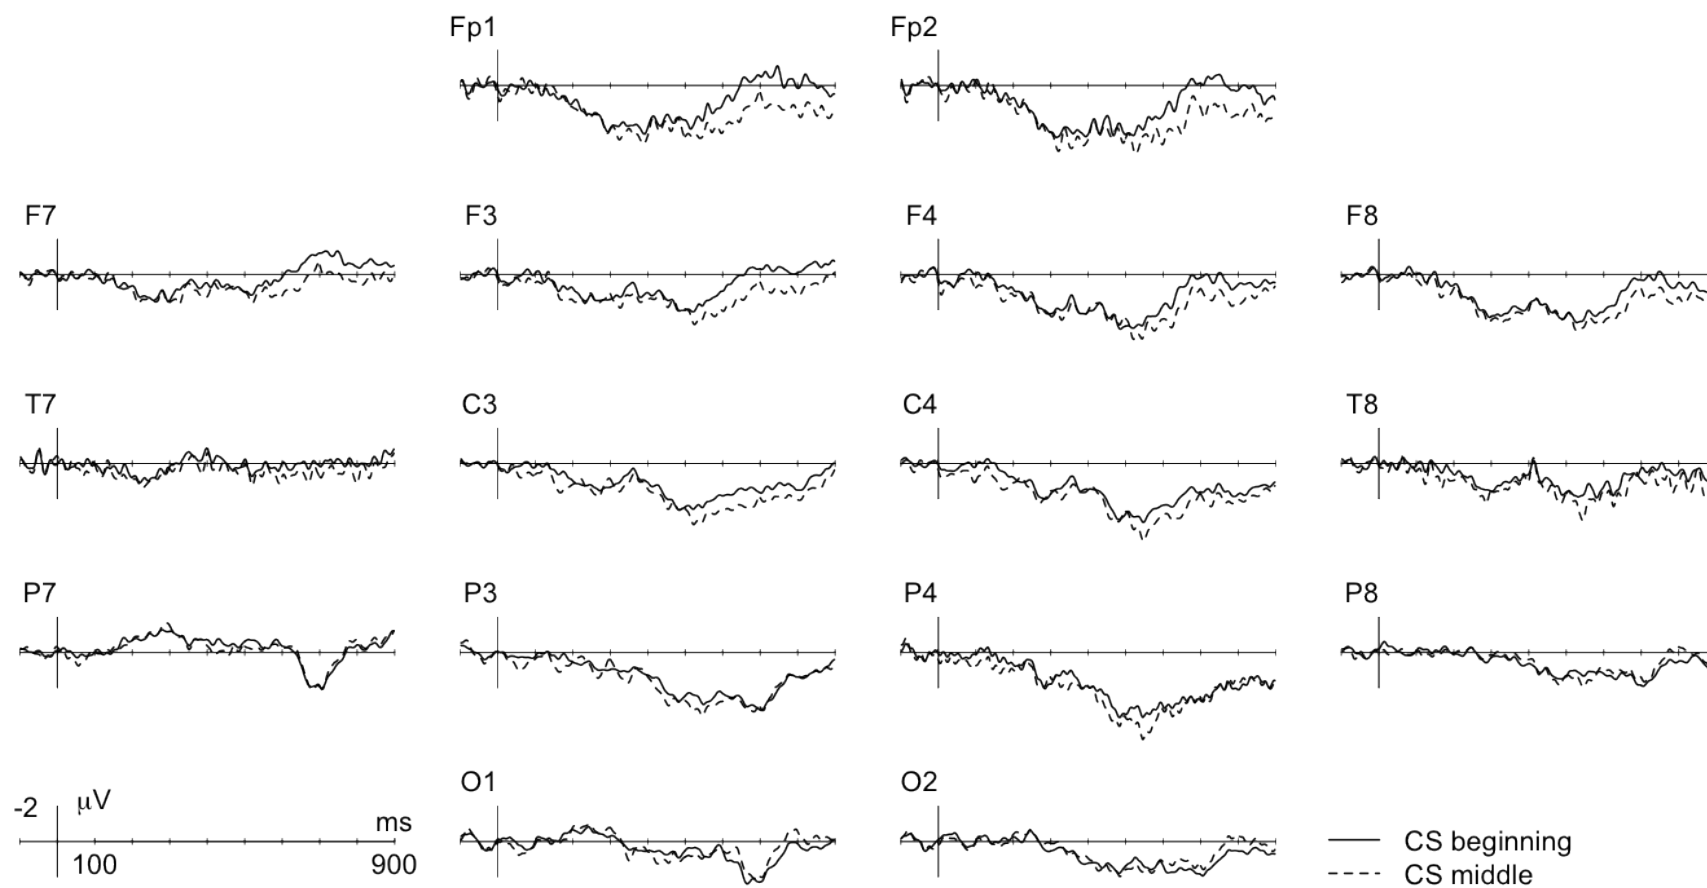 Fp1 Fp2
F7 F3 F4 F8
T7 C3 C4 T8
P7 P3 P4 P8
O1 O2
-2 μV
ms
100 900
CS beginning
CS middle